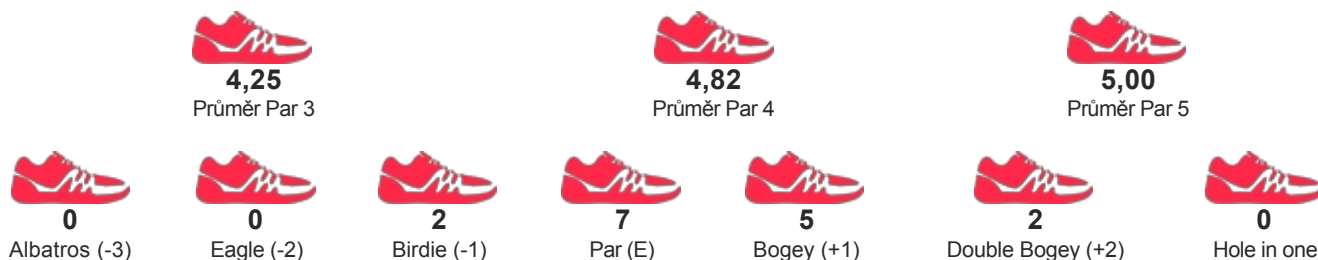 4,25 4,82 5,00
Průměr Par 3 Průměr Par 4 Průměr Par 5
0 0 2 7 5 2 0
Albatros (-3) Eagle (-2) Birdie (-1) Par (E) Bogey (+1) Double Bogey (+2) Hole in one